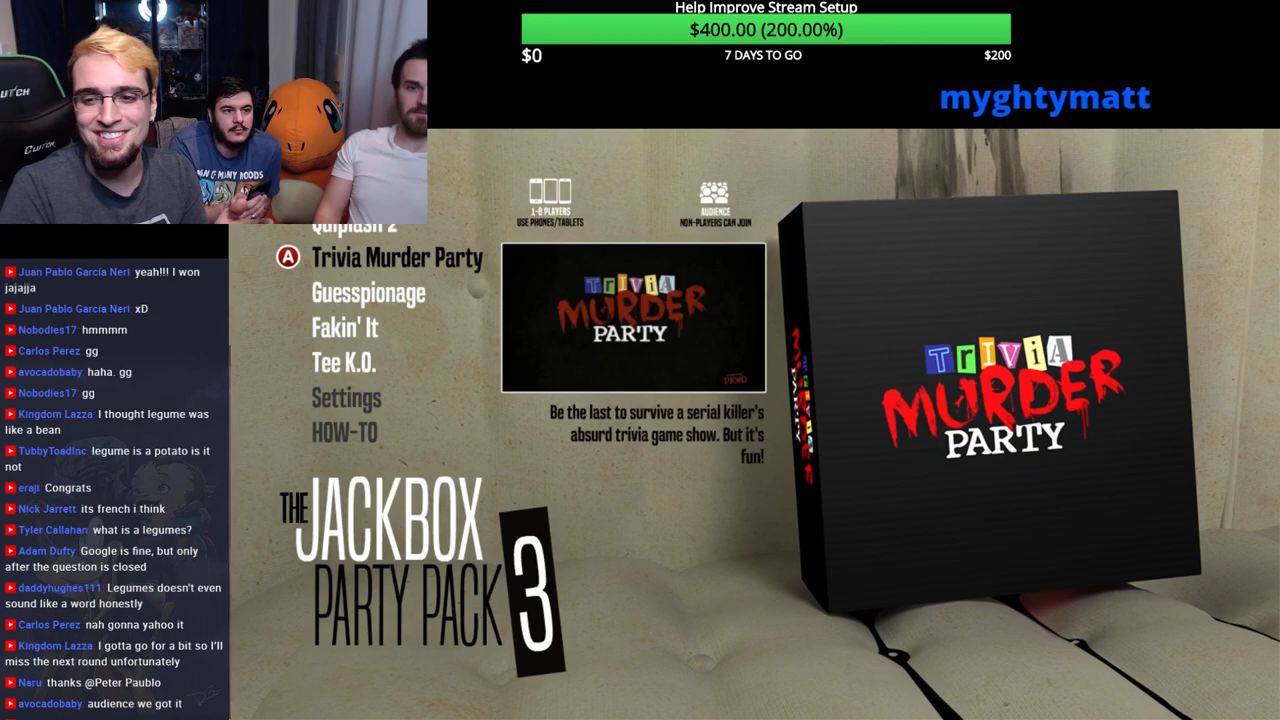 Help Improve Stream Setup
$400.00 (200.00%)
$0
7 DAYS TO GO
$200
myghtymatt
CLUTCH
1-8 PLAYERS
USE PHONES/TABLETS
AUDIENCE
NON-PLAYERS CAN JOIN
Quiplash 2
A Trivia Murder Party
Guesspionage
Fakin' It
Tee K.O.
Settings
HOW-TO
TRiViA
MURDER
PARTY
Be the last to survive a serial killer's
absurd trivia game show. But it's
fun!
THE JACKBOX
PARTY PACK 3
TRiViA
MURDER
PARTY
Juan Pablo García Neri yeah!!! I won
jajajja
Juan Pablo García Neri xD
Nobodies17 hmmmm
Carlos Perez gg
avocadobaby haha. gg
Nobodies17 gg
Kingdom Lazza I thought legume was
like a bean
TubbyToadInc legume is a potato is it
not
eraji Congrats
Nick Jarrett its french i think
Tyler Callahan what is a legumes?
Adam Dufty Google is fine, but only
after the question is closed
daddyhughes111 Legumes doesn't even
sound like a word honestly
Carlos Perez nah gonna yahoo it
Kingdom Lazza I gotta go for a bit so I'll
miss the next round unfortunately
Naru thanks @Peter Paublo
avocadobaby audience we got it